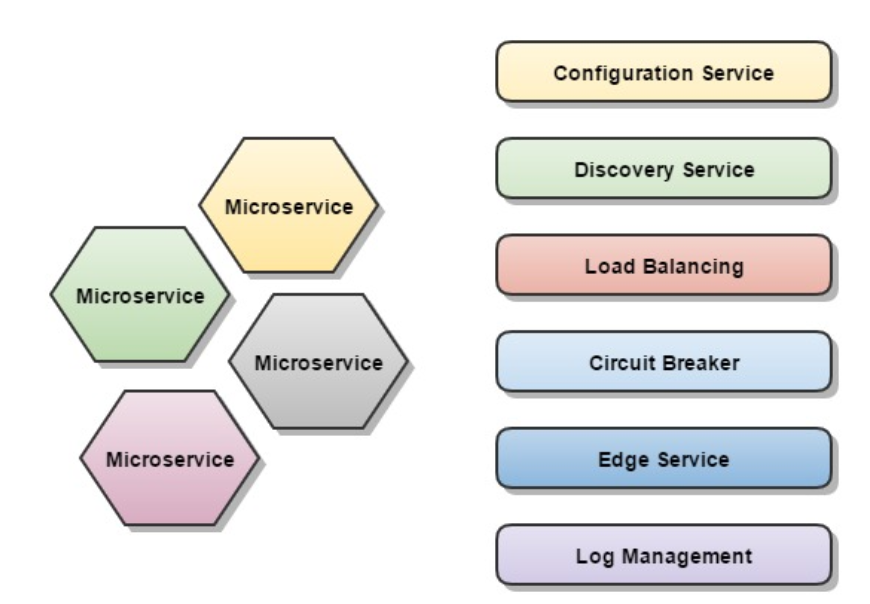 Microservice
Microservice
Microservice
Microservice
Configuration Service
Discovery Service
Load Balancing
Circuit Breaker
Edge Service
Log Management